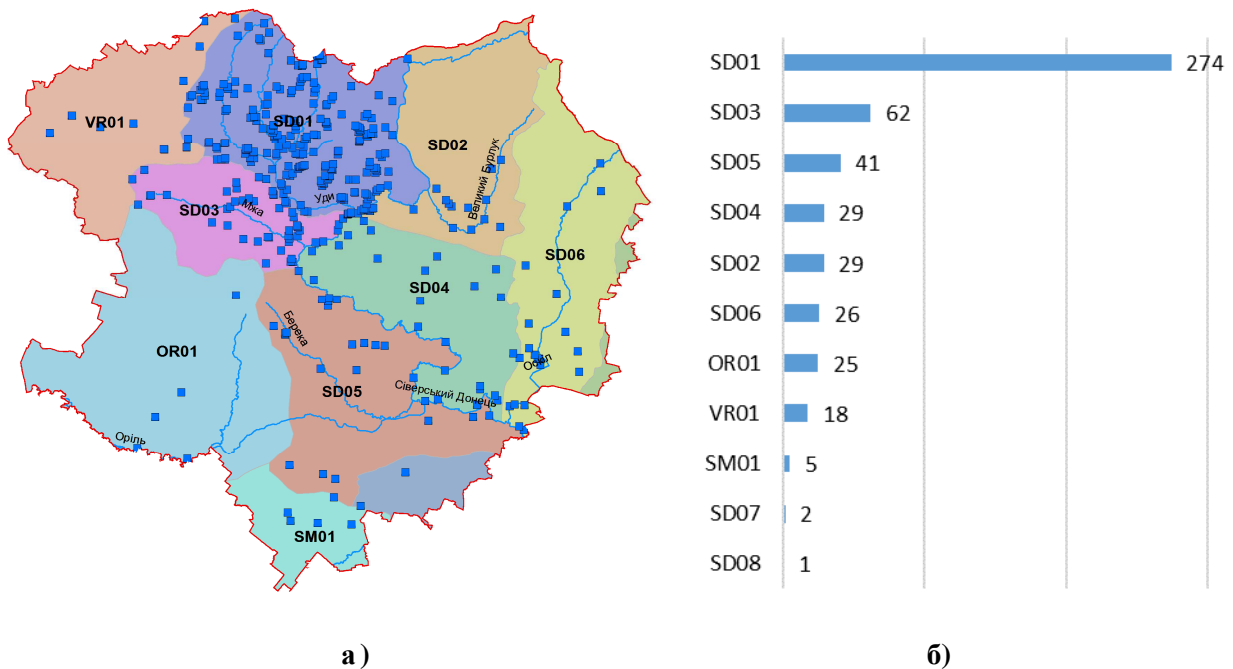 VR01
SD01
SD02
Великий Бурлук
Уди
SD03
Мжа
SD06
SD04
OR01
Берека
Оскіл
SD05
Сіверський Донець
Оріль
SM01
а )
SD01 274
SD03 62
SD05 41
SD04 29
SD02 29
SD06 26
OR01 25
VR01 18
SM01 5
SD07 2
SD08 1
б)